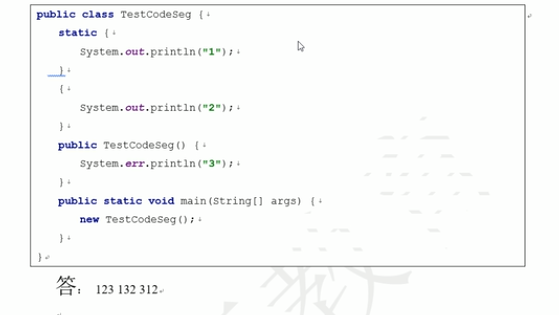 public class TestCodeSeg {
static {
System.out.println("1");
}
{
System.out.println("2");
}
public TestCodeSeg() {
System.err.println("3");
}
public static void main(String[] args) {
new TestCodeSeg();
}
}
答： 123 132 312